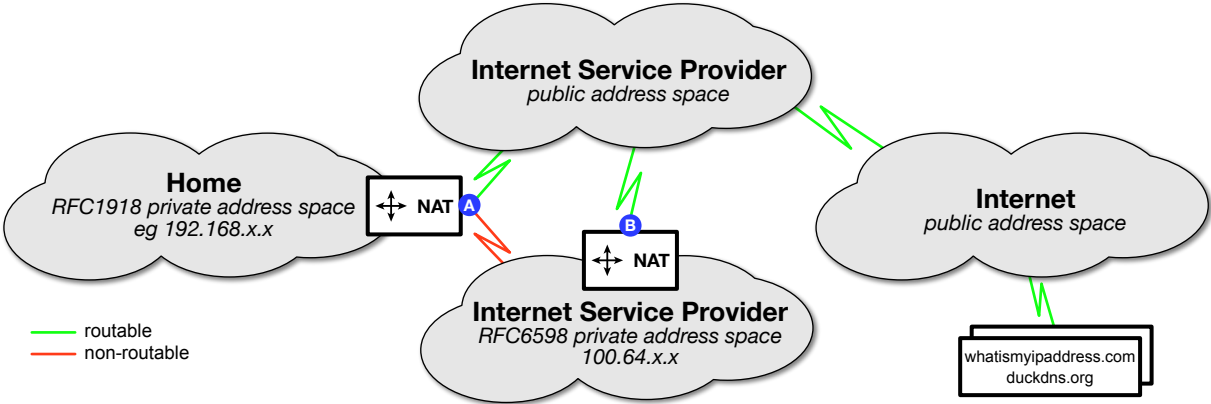 Internet Service Provider
public address space
Home
RFC1918 private address space
eg 192.168.x.x
NAT
A
Internet
public address space
B
NAT
Internet Service Provider
RFC6598 private address space
100.64.x.x
routable
non-routable
whatismyipaddress.com
duckdns.org